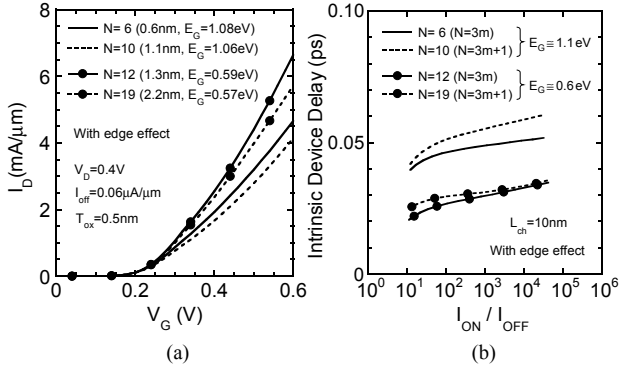 8
6
4
2
0
I_D (mA/μm)
N= 6 (0.6nm, E_G=1.08eV)
N=10 (1.1nm, E_G=1.06eV)
N=12 (1.3nm, E_G=0.59eV)
N=19 (2.2nm, E_G=0.57eV)
With edge effect
V_D=0.4V
I_off=0.06μA/μm
T_ox=0.5nm
0 0.2 0.4 0.6
V_G (V)
(a)
0.10
0.05
0
Intrinsic Device Delay (ps)
N= 6 (N=3m)
N=10 (N=3m+1)
E_G≅1.1eV
N=12 (N=3m)
N=19 (N=3m+1)
E_G≅0.6eV
L_ch=10nm
With edge effect
10^0 10^1 10^2 10^3 10^4 10^5 10^6
I_ON / I_OFF
(b)